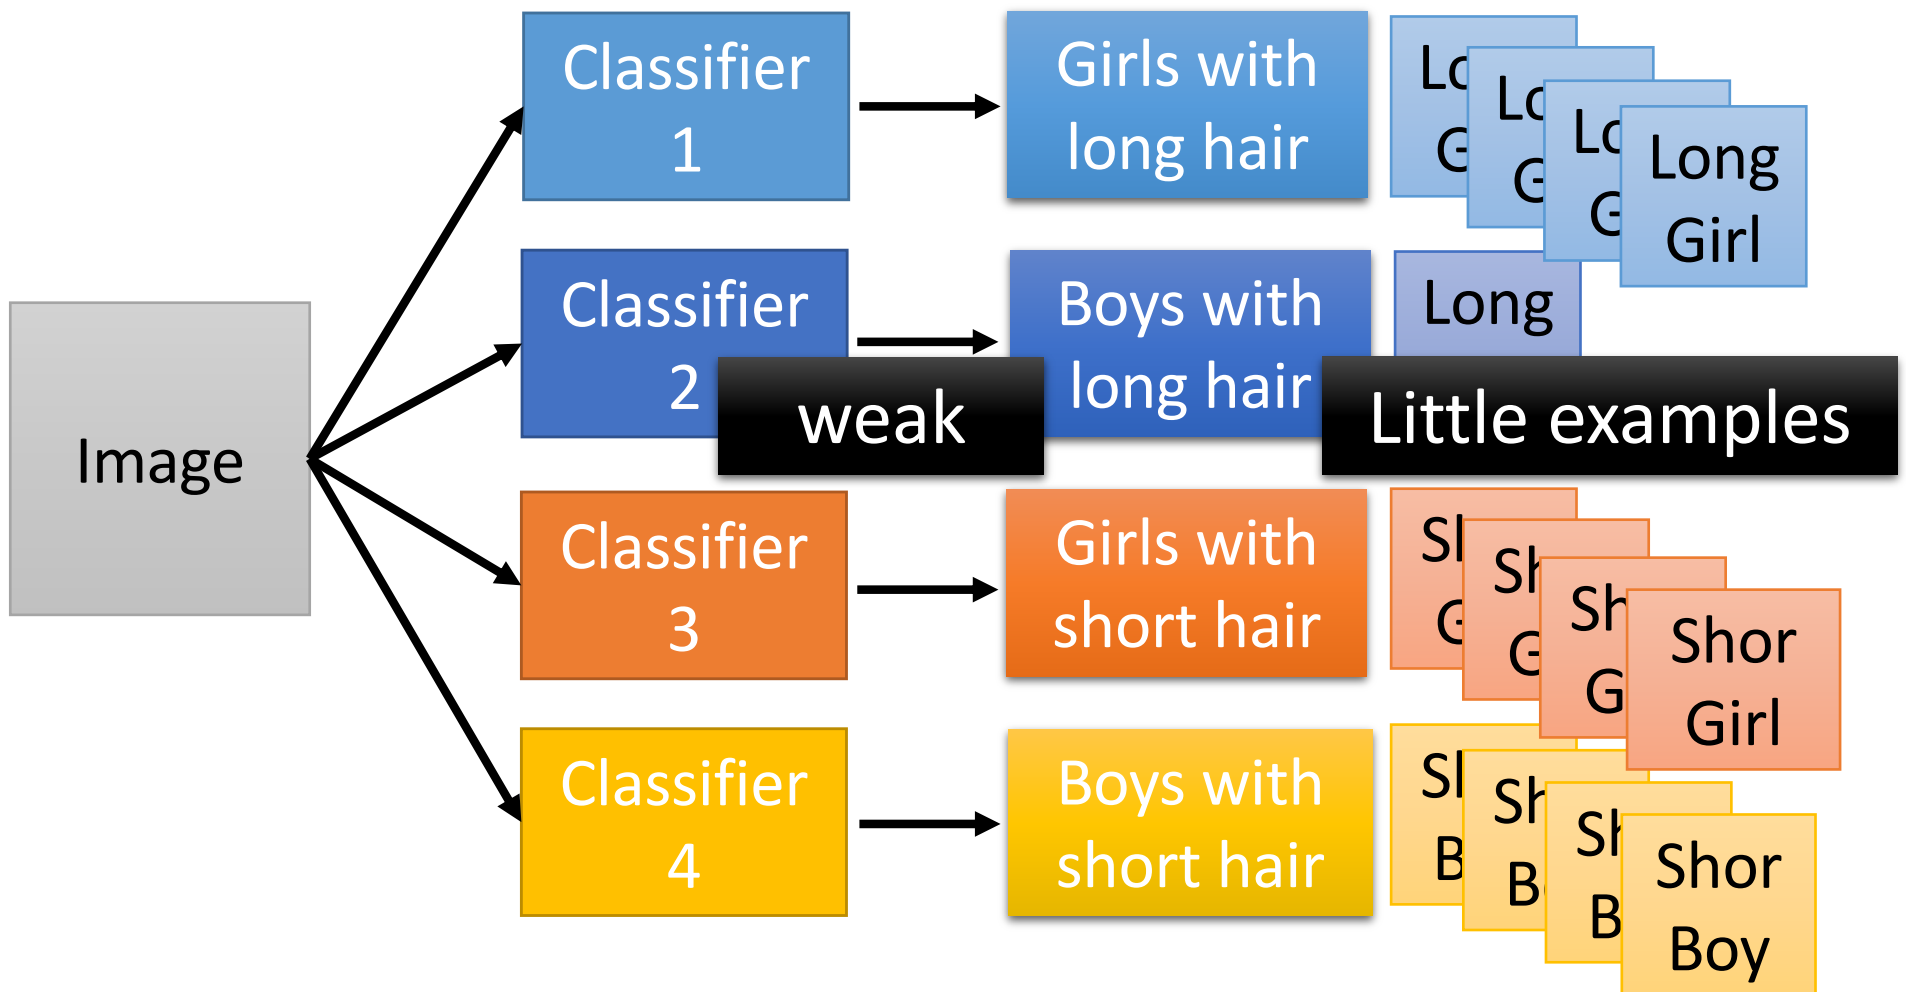 Image
Classifier
1
Girls with
long hair
Long
Girl
Classifier
2
weak
Boys with
long hair
Long
Little examples
Classifier
3
Girls with
short hair
Shor
Girl
Classifier
4
Boys with
short hair
Shor
Boy